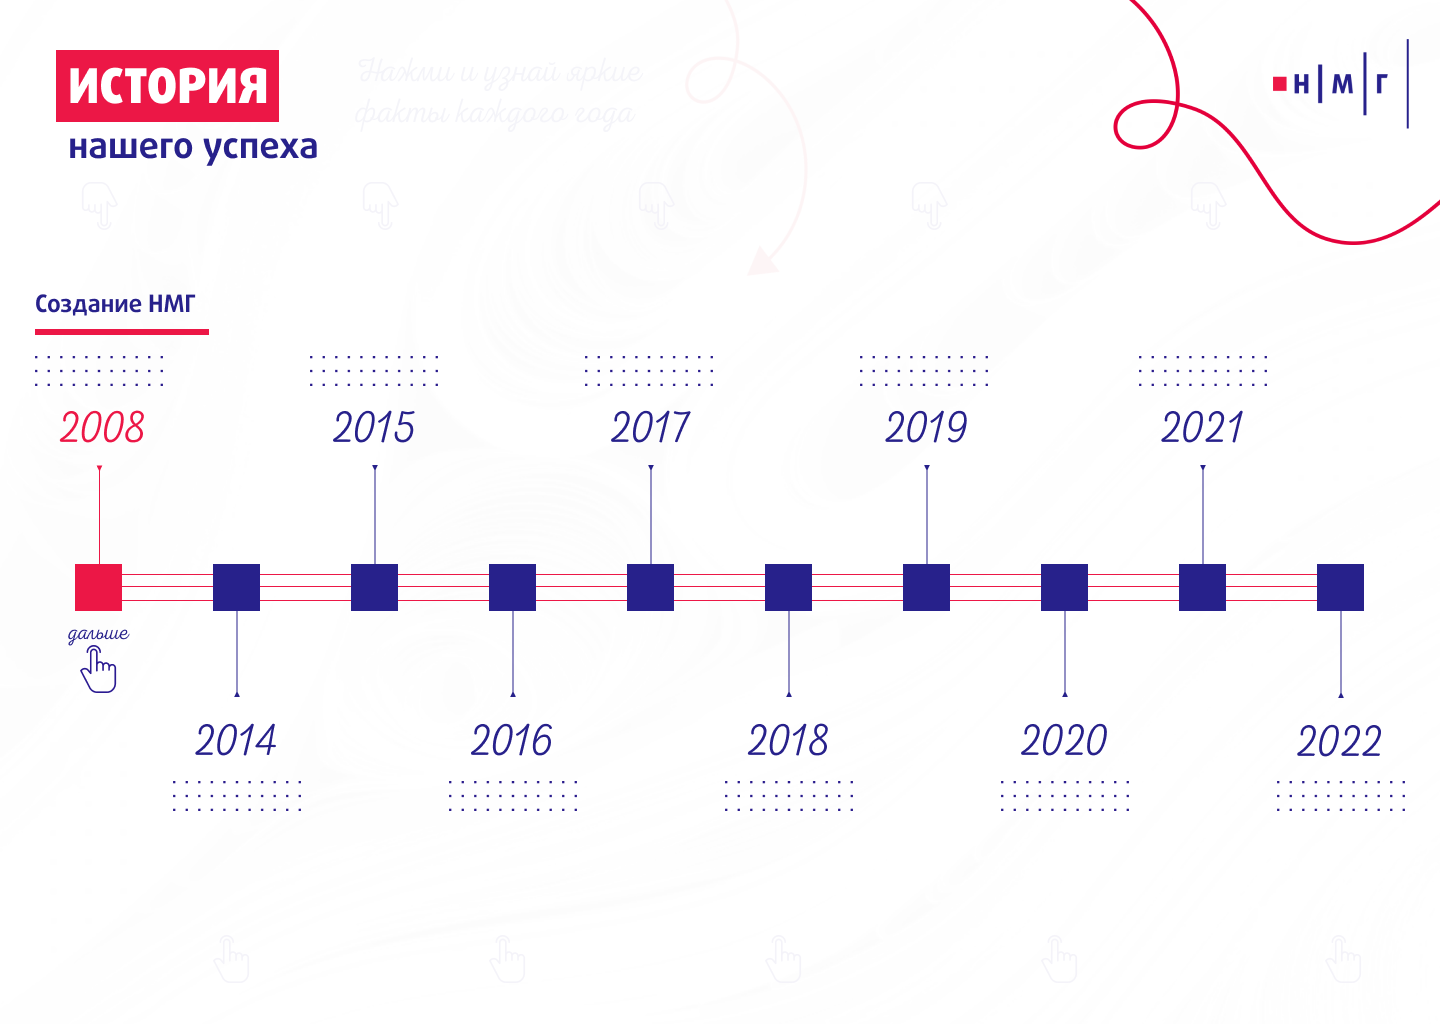 ИСТОРИЯ
нашего успеха
Нажми и узнай яркие
факты каждого года
Н|М|Г
Создание НМГ
2008
2015
2017
2019
2021
дальше
2014
2016
2018
2020
2022